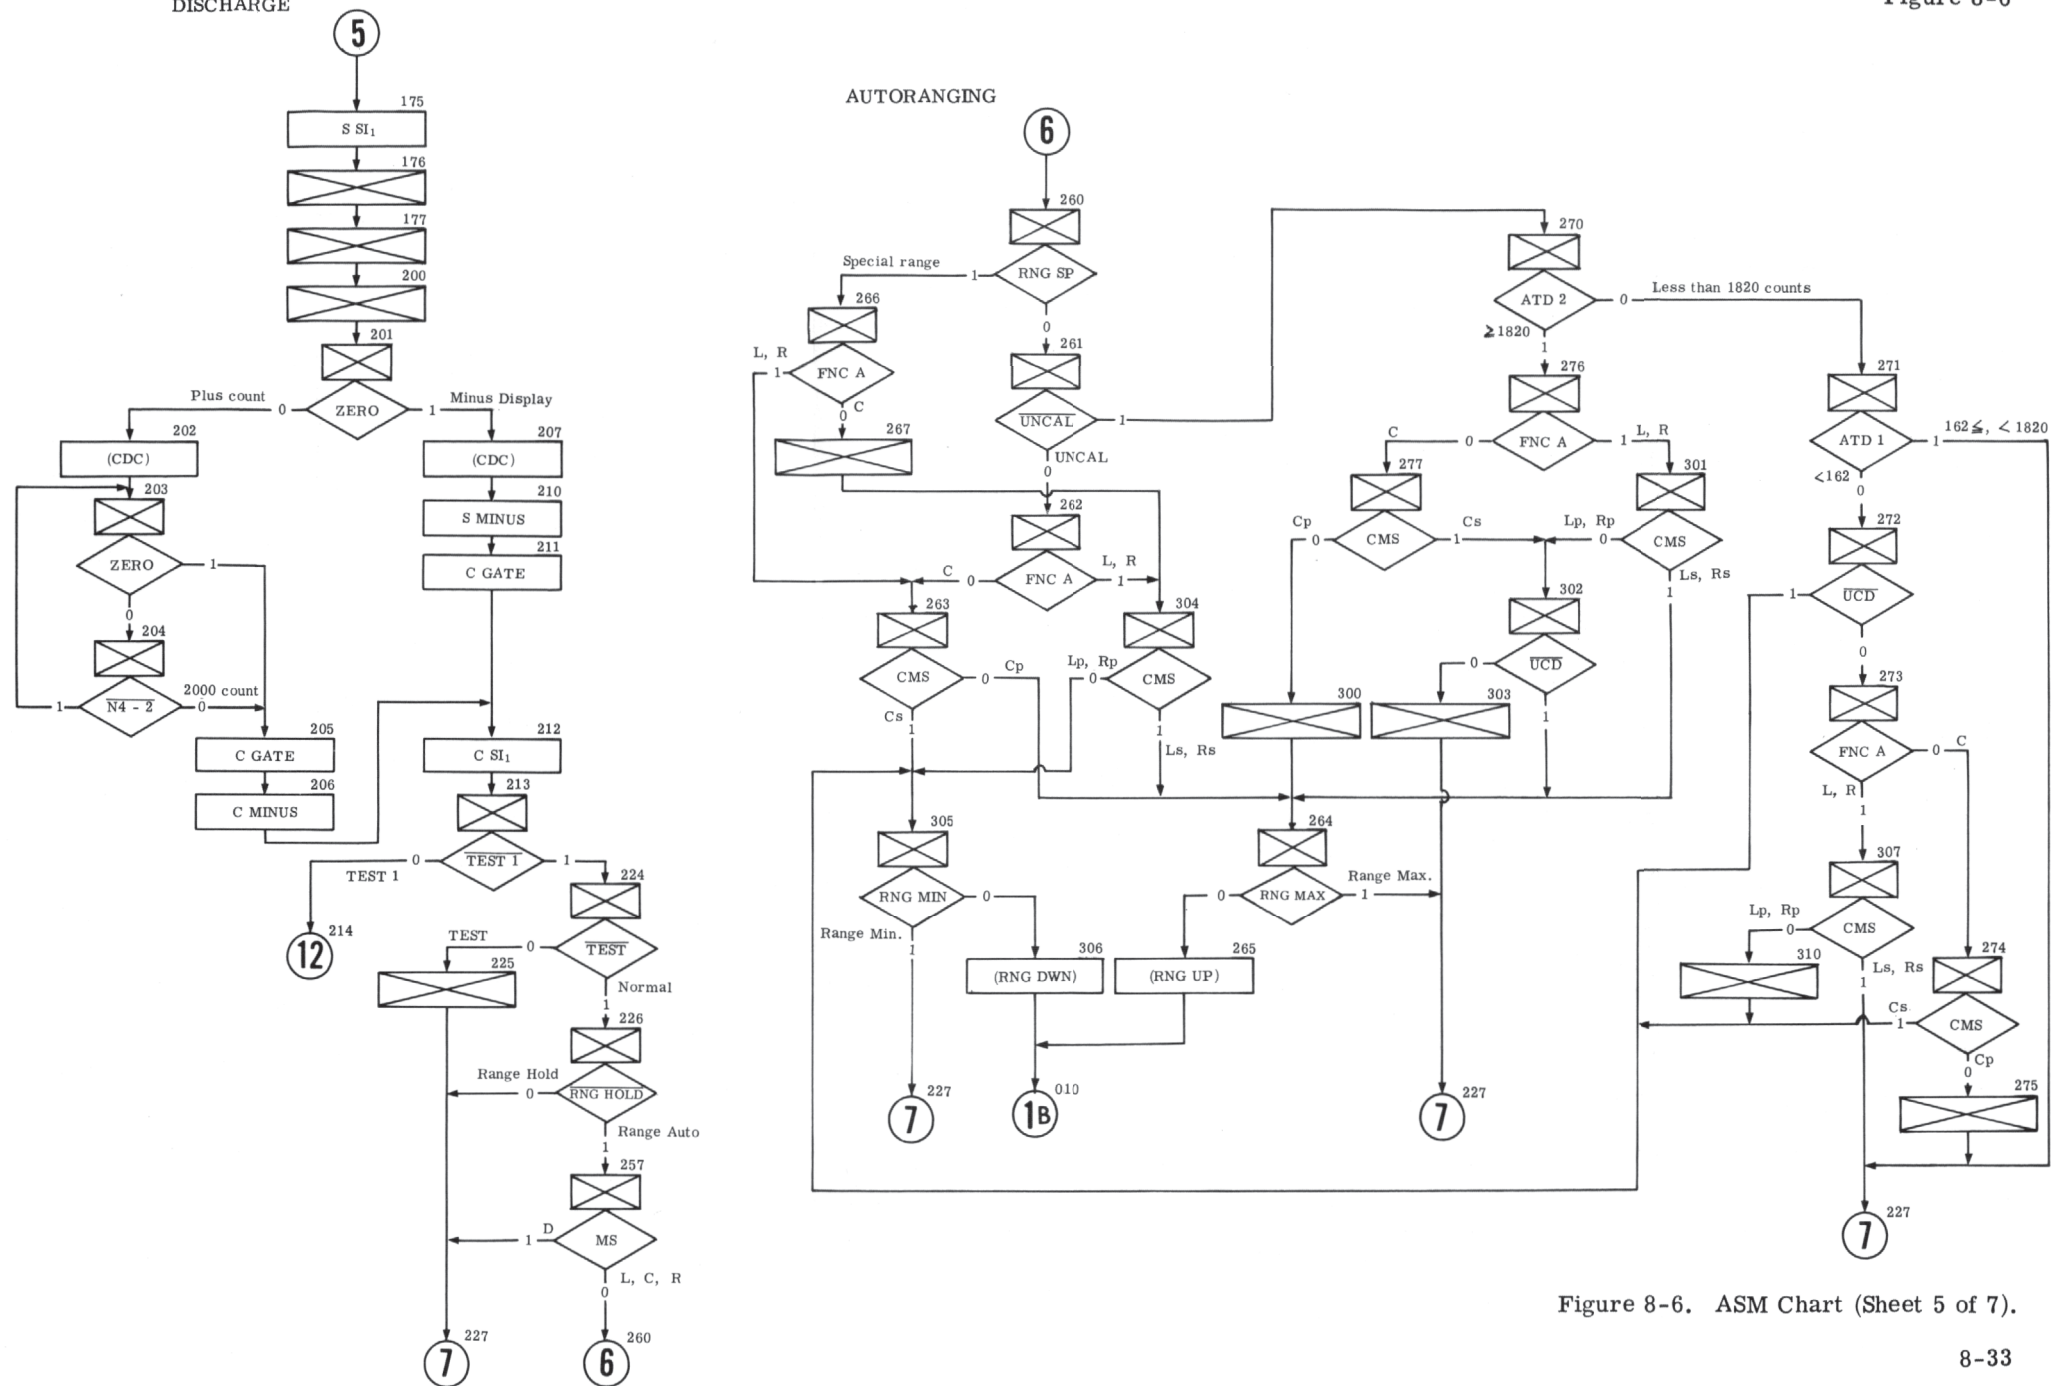 DISCHARGE
Figure 8-6
5
175
S SI1
176
177
200
201
ZERO
Plus count
0
1
Minus Display
202
(CDC)
203
ZERO
1
0
204
N4 - 2
1
2000 count
0
205
C GATE
206
C MINUS
207
(CDC)
210
S MINUS
211
C GATE
212
C SI1
213
TEST 1
0
TEST 1
1
214
12
224
TEST
TEST
0
225
Normal
1
226
RNG HOLD
Range Hold
0
Range Auto
1
257
MS
D
1
L, C, R
0
227
7
260
6
AUTORANGING
6
260
RNG SP
Special range
1
0
266
FNC A
L, R
1
0 C
267
261
UNCAL
1
UNCAL
0
262
FNC A
C 0
L, R
1
263
CMS
0
Cp
Cs
1
304
CMS
Lp, Rp
0
1
Ls, Rs
305
RNG MIN
0
Range Min.
1
306
(RNG DWN)
265
(RNG UP)
227
7
010
1B
270
ATD 2
0
Less than 1820 counts
≧1820
1
276
FNC A
C
0
1
L, R
277
CMS
Cp
0
Cs
1
301
CMS
Lp, Rp
0
Ls, Rs
1
302
UCD
0
1
300
303
264
RNG MAX
0
Range Max.
1
227
7
271
ATD 1
1
162≦, < 1820
<162
0
272
UCD
1
0
273
FNC A
0
C
L, R
1
307
CMS
Lp, Rp
0
Ls, Rs
1
310
274
CMS
Cs
1
Cp
0
275
227
7
Figure 8-6. ASM Chart (Sheet 5 of 7).
8-33